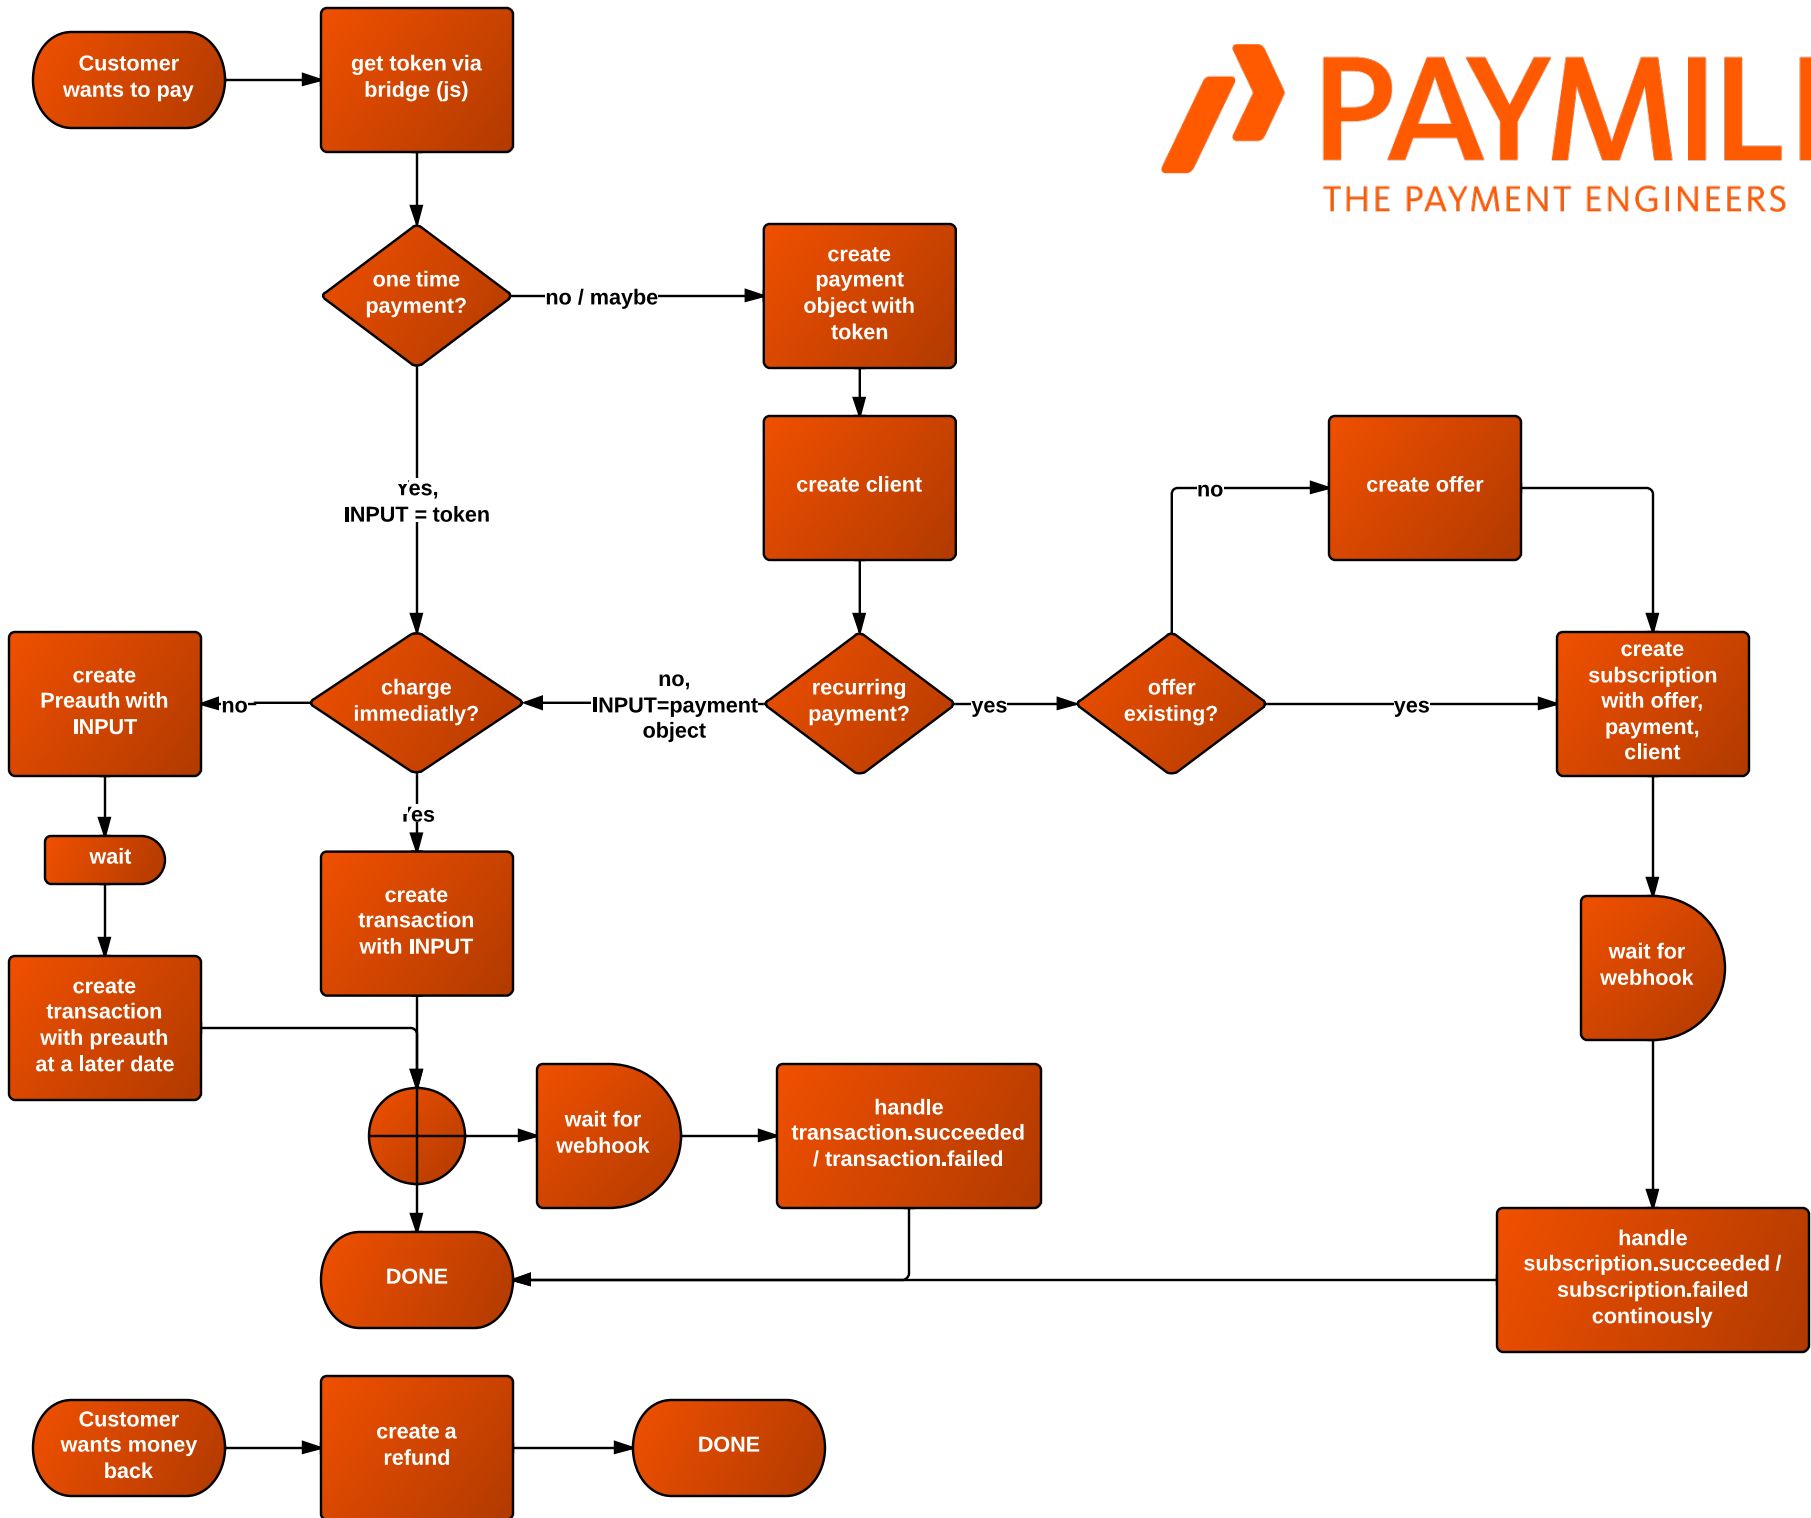 Customer
wants to pay
get token via
bridge (js)
PAYMILL
THE PAYMENT ENGINEERS
one time
payment?
no / maybe
create
payment
object with
token
Yes,
INPUT = token
create client
no
create offer
create
Preauth with
INPUT
no
charge
immediatly?
no,
INPUT=payment
object
recurring
payment?
yes
offer
existing?
yes
create
subscription
with offer,
payment,
client
Yes
wait
create
transaction
with INPUT
wait for
webhook
create
transaction
with preauth
at a later date
wait for
webhook
handle
transaction.succeeded
/ transaction.failed
DONE
handle
subscription.succeeded /
subscription.failed
continously
Customer
wants money
back
create a
refund
DONE